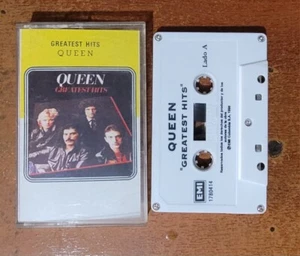 GREATEST HITS
QUEEN
QUEEN
GREATEST HITS
Lado A
QUEEN
"GREATEST HITS"
EMI